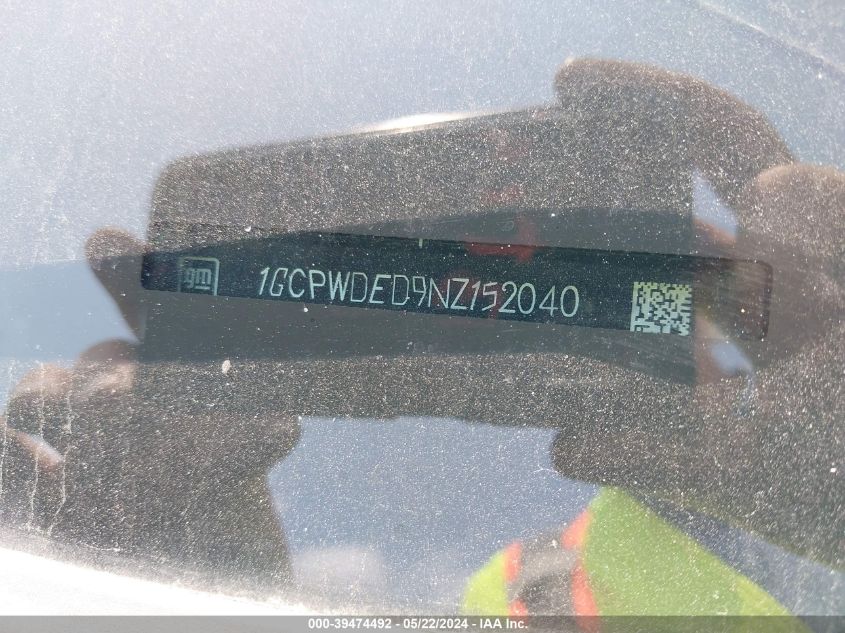 gm 1GCPWDED9NZ152040
000-39474492 - 05/22/2024 - IAA Inc.